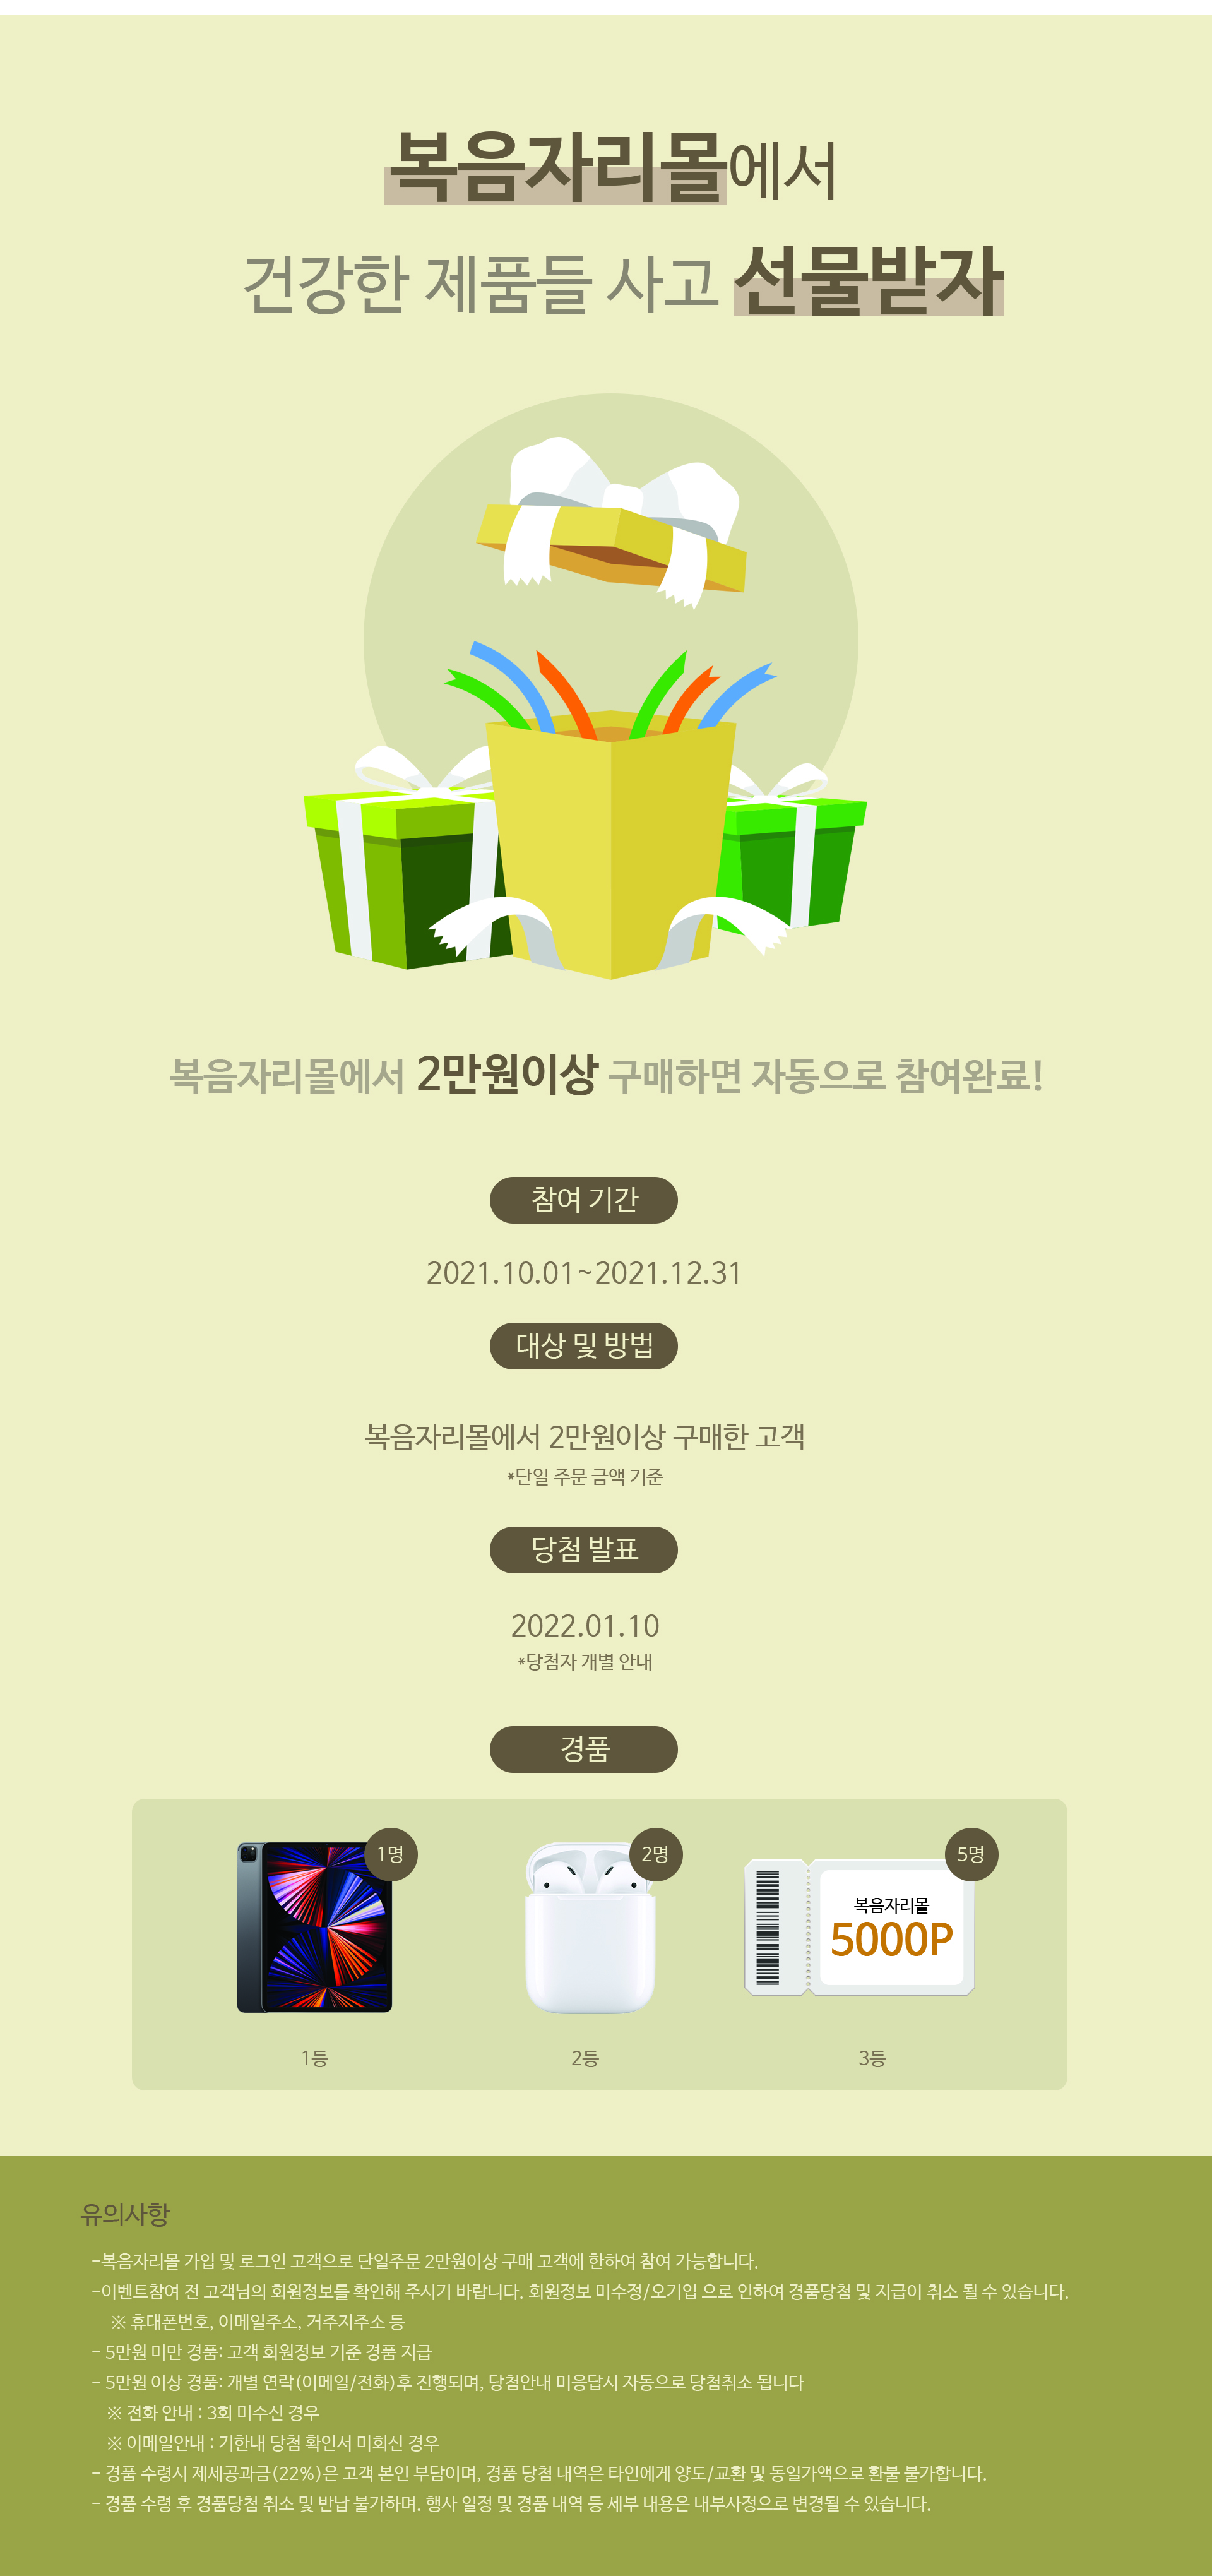 복음자리몰에서
건강한 제품들 사고 선물받자
복음자리몰에서 2만원이상 구매하면 자동으로 참여완료!
참여 기간
2021.10.01~2021.12.31
대상 및 방법
복음자리몰에서 2만원이상 구매한 고객
*단일 주문 금액 기준
당첨 발표
2022.01.10
*당첨자 개별 안내
경품
1명
2명
5명
복음자리몰
5000P
1등
2등
3등
유의사항
-복음자리몰 가입 및 로그인 고객으로 단일주문 2만원이상 구매 고객에 한하여 참여 가능합니다.
-이벤트참여 전 고객님의 회원정보를 확인해 주시기 바랍니다. 회원정보 미수정/오기입 으로 인하여 경품당첨 및 지급이 취소 될 수 있습니다.
※ 휴대폰번호, 이메일주소, 거주지주소 등
- 5만원 미만 경품: 고객 회원정보 기준 경품 지급
- 5만원 이상 경품: 개별 연락(이메일/전화)후 진행되며, 당첨안내 미응답시 자동으로 당첨취소 됩니다
※ 전화 안내 : 3회 미수신 경우
※ 이메일안내 : 기한내 당첨 확인서 미회신 경우
- 경품 수령시 제세공과금(22%)은 고객 본인 부담이며, 경품 당첨 내역은 타인에게 양도/교환 및 동일가액으로 환불 불가합니다.
- 경품 수령 후 경품당첨 취소 및 반납 불가하며. 행사 일정 및 경품 내역 등 세부 내용은 내부사정으로 변경될 수 있습니다.